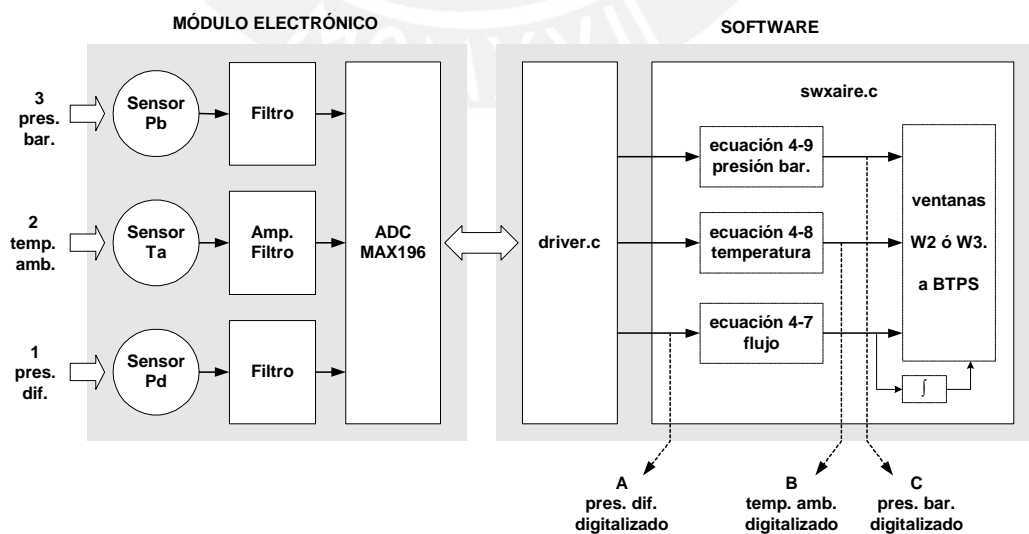 MÓDULO ELECTRÓNICO
SOFTWARE
3
pres.
bar.
Sensor
Pb
Filtro
2
temp.
amb.
Sensor
Ta
Amp.
Filtro
1
pres.
dif.
Sensor
Pd
Filtro
ADC
MAX196
driver.c
swxaire.c
ecuación 4-9
presión bar.
ecuación 4-8
temperatura
ecuación 4-7
flujo
ventanas
W2 ó W3.
a BTPS
∫
A
pres. dif.
digitalizado
B
temp. amb.
digitalizado
C
pres. bar.
digitalizado